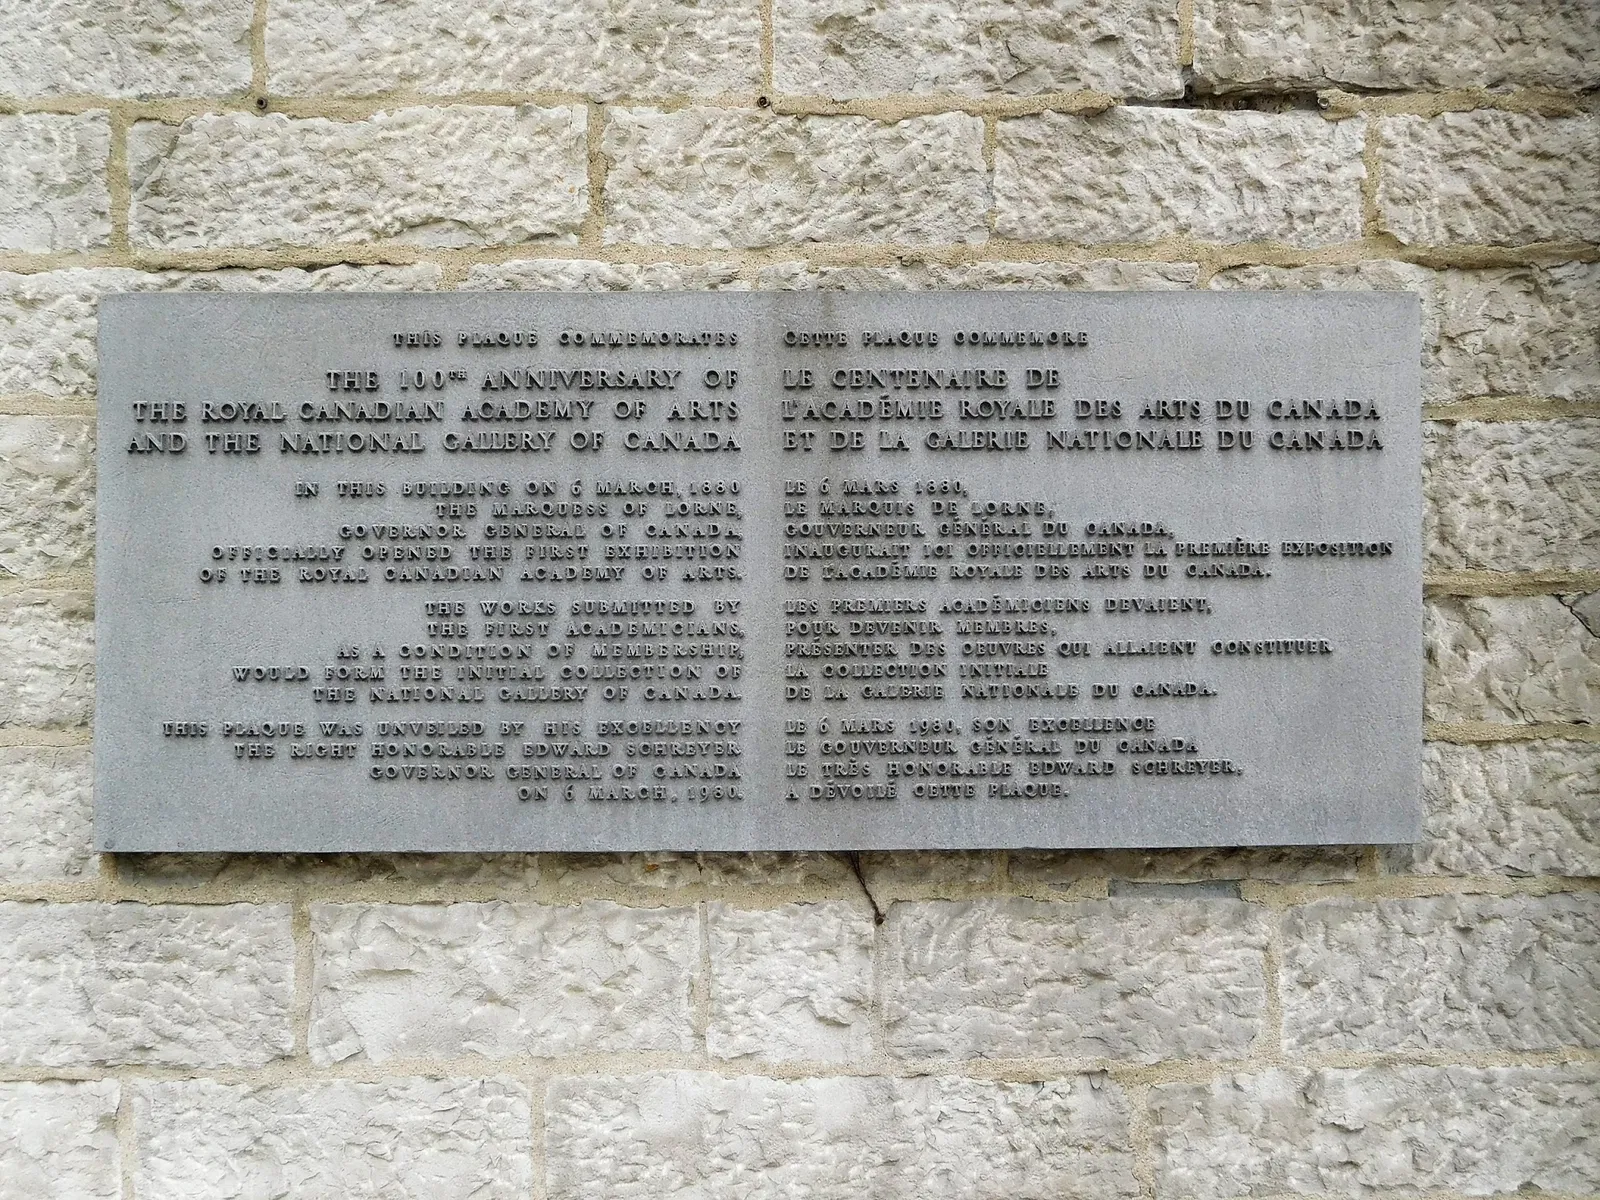 THIS PLAQUE COMMEMORATES
THE 100TH ANNIVERSARY OF
THE ROYAL CANADIAN ACADEMY OF ARTS
AND THE NATIONAL GALLERY OF CANADA
IN THIS BUILDING ON 6 MARCH, 1880
THE MARQUESS OF LORNE,
GOVERNOR GENERAL OF CANADA,
OFFICIALLY OPENED THE FIRST EXHIBITION
OF THE ROYAL CANADIAN ACADEMY OF ARTS.
THE WORKS SUBMITTED BY
THE FIRST ACADEMICIANS,
AS A CONDITION OF MEMBERSHIP,
WOULD FORM THE INITIAL COLLECTION OF
THE NATIONAL GALLERY OF CANADA.
THIS PLAQUE WAS UNVEILED BY HIS EXCELLENCY
THE RIGHT HONORABLE EDWARD SCHREYER
GOVERNOR GENERAL OF CANADA
ON 6 MARCH, 1980.
CETTE PLAQUE COMMEMORE
LE CENTENAIRE DE
L'ACADÉMIE ROYALE DES ARTS DU CANADA
ET DE LA GALERIE NATIONALE DU CANADA
LE 6 MARS 1880,
LE MARQUIS DE LORNE,
GOUVERNEUR GÉNÉRAL DU CANADA,
INAUGURAIT ICI OFFICIELLEMENT LA PREMIÈRE EXPOSITION
DE L'ACADÉMIE ROYALE DES ARTS DU CANADA.
LES PREMIERS ACADÉMICIENS DEVAIENT,
POUR DEVENIR MEMBRES,
PRÉSENTER DES OEUVRES QUI ALLAIENT CONSTITUER
LA COLLECTION INITIALE
DE LA GALERIE NATIONALE DU CANADA.
LE 6 MARS 1980, SON EXCELLENCE
LE GOUVERNEUR GÉNÉRAL DU CANADA
LE TRÈS HONORABLE EDWARD SCHREYER,
A DÉVOILÉ CETTE PLAQUE.